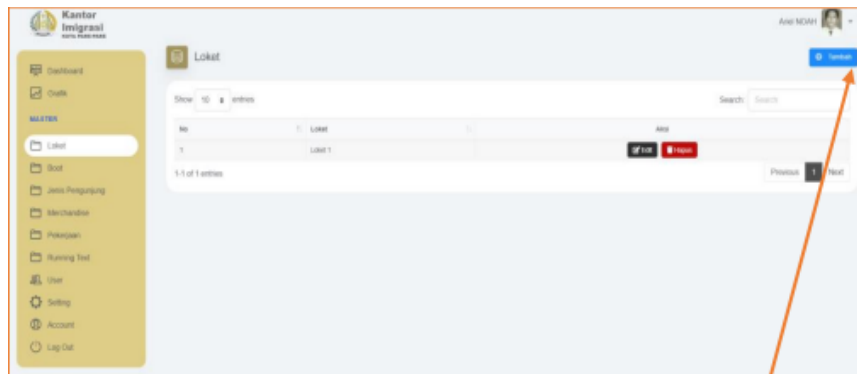 Kantor
Imigrasi
Ariel NOAH
Loket
Tambah
Dashboard
Grafik
MASTER
Loket
Boot
Jenis Pengunjung
Merchandise
Pekerjaan
Running Text
User
Setting
Account
Log Out
Show 10 entries
Search: Search
No Loket Aksi
1 Loket 1 Edit Hapus
1-1 of 1 entries
Previous 1 Next